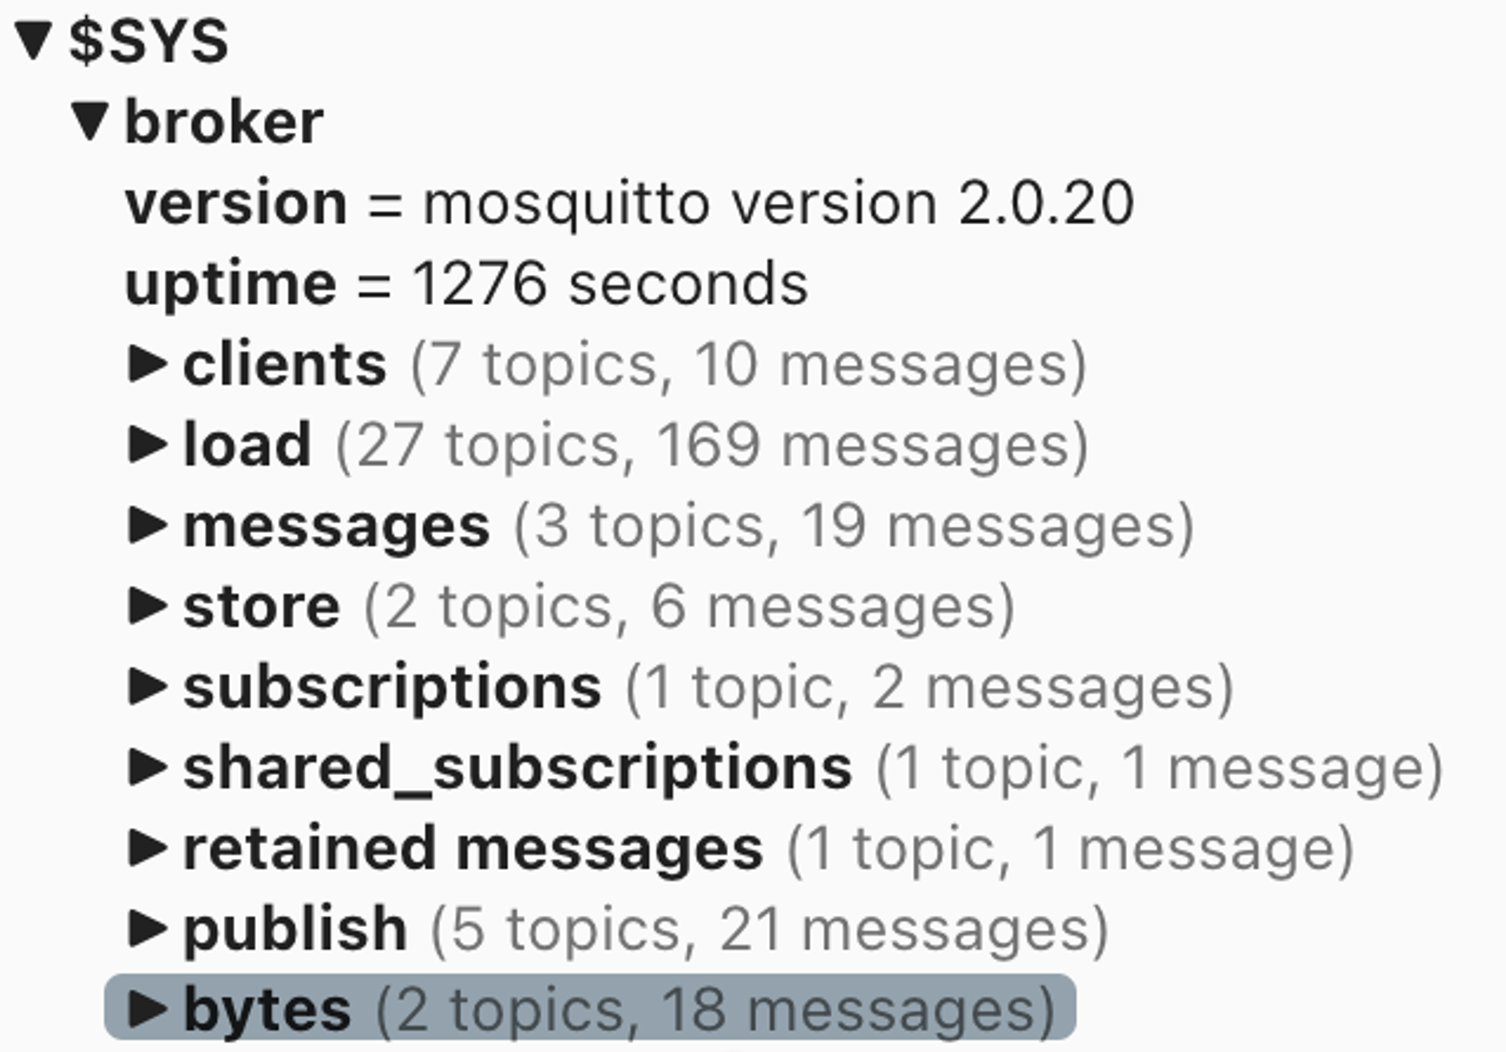 $SYS
broker
version = mosquitto version 2.0.20
uptime = 1276 seconds
clients (7 topics, 10 messages)
load (27 topics, 169 messages)
messages (3 topics, 19 messages)
store (2 topics, 6 messages)
subscriptions (1 topic, 2 messages)
shared_subscriptions (1 topic, 1 message)
retained messages (1 topic, 1 message)
publish (5 topics, 21 messages)
bytes (2 topics, 18 messages)